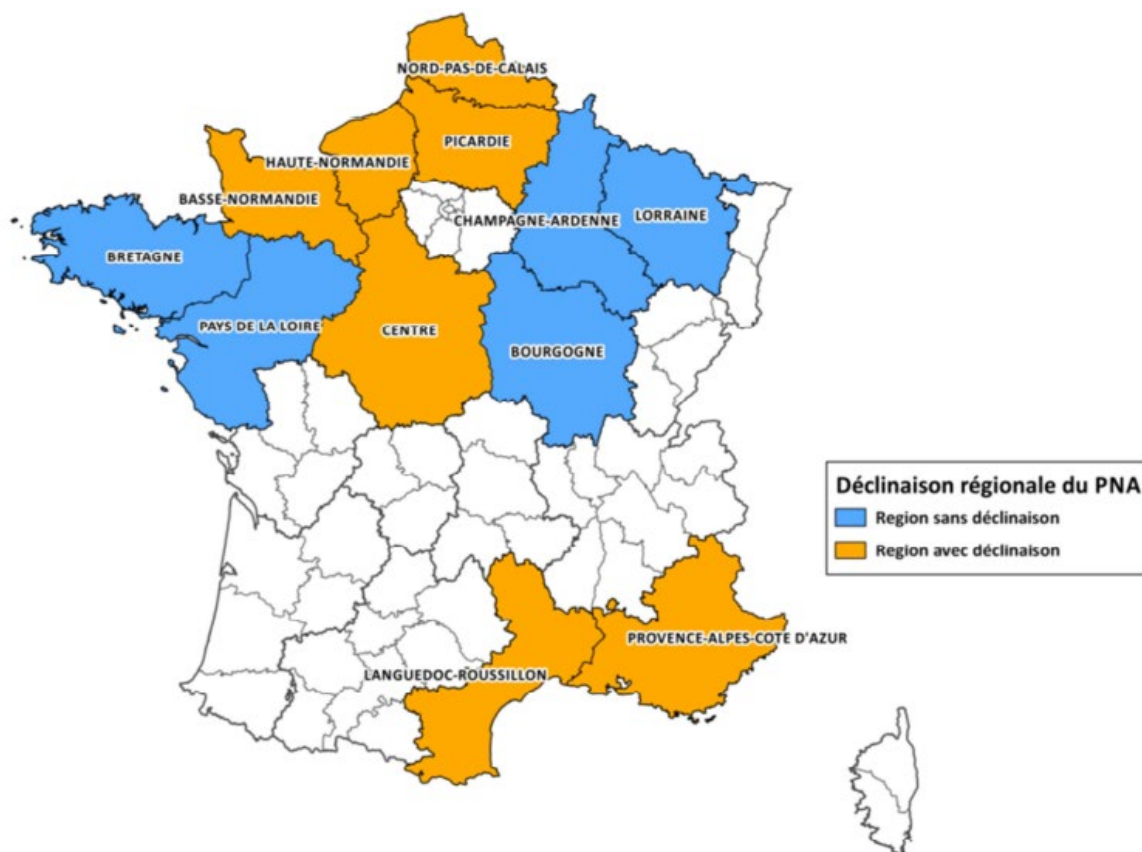 NORD-PAS-DE-CALAIS
PICARDIE
HAUTE-NORMANDIE
BASSE-NORMANDIE
CHAMPAGNE-ARDENNE
LORRAINE
BRETAGNE
PAYS DE LA LOIRE
CENTRE
BOURGOGNE
Déclinaison régionale du PNA
Region sans déclinaison
Region avec déclinaison
PROVENCE-ALPES-COTE D'AZUR
LANGUEDOC-ROUSSILLON